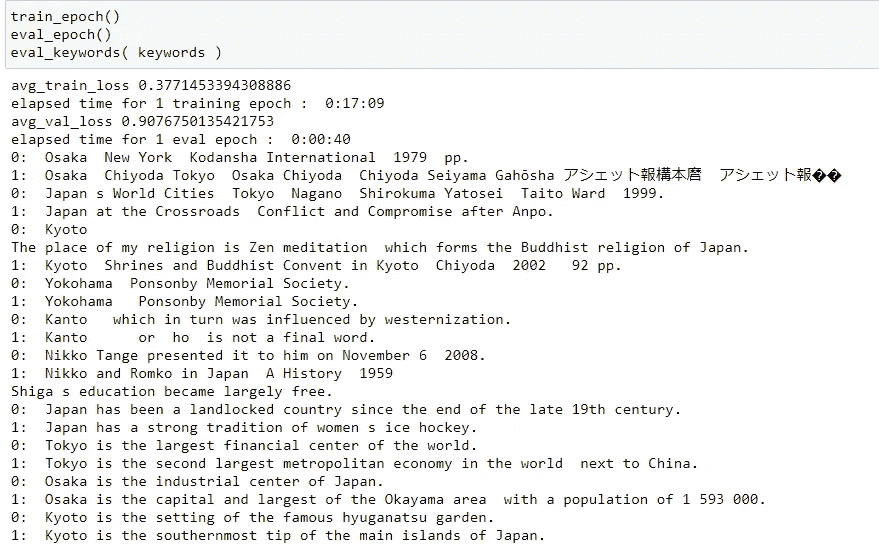 train_epoch()
eval_epoch()
eval_keywords( keywords )
avg_train_loss 0.3771453394308886
elapsed time for 1 training epoch :  0:17:09
avg_val_loss 0.9076750135421753
elapsed time for 1 eval epoch :  0:00:40
0:  Osaka  New York  Kodansha International  1979  pp.
1:  Osaka  Chiyoda Tokyo  Osaka Chiyoda  Chiyoda Seiyama Gahōsha アシェット報構本麿  アシェット報��
0:  Japan s World Cities  Tokyo  Nagano  Shirokuma Yatosei  Taito Ward  1999.
1:  Japan at the Crossroads  Conflict and Compromise after Anpo.
0:  Kyoto
The place of my religion is Zen meditation  which forms the Buddhist religion of Japan.
1:  Kyoto  Shrines and Buddhist Convent in Kyoto  Chiyoda  2002   92 pp.
0:  Yokohama  Ponsonby Memorial Society.
1:  Yokohama   Ponsonby Memorial Society.
0:  Kanto   which in turn was influenced by westernization.
1:  Kanto      or  ho  is not a final word.
0:  Nikko Tange presented it to him on November 6  2008.
1:  Nikko and Romko in Japan  A History  1959
Shiga s education became largely free.
0:  Japan has been a landlocked country since the end of the late 19th century.
1:  Japan has a strong tradition of women s ice hockey.
0:  Tokyo is the largest financial center of the world.
1:  Tokyo is the second largest metropolitan economy in the world  next to China.
0:  Osaka is the industrial center of Japan.
1:  Osaka is the capital and largest of the Okayama area  with a population of 1 593 000.
0:  Kyoto is the setting of the famous hyuganatsu garden.
1:  Kyoto is the southernmost tip of the main islands of Japan.